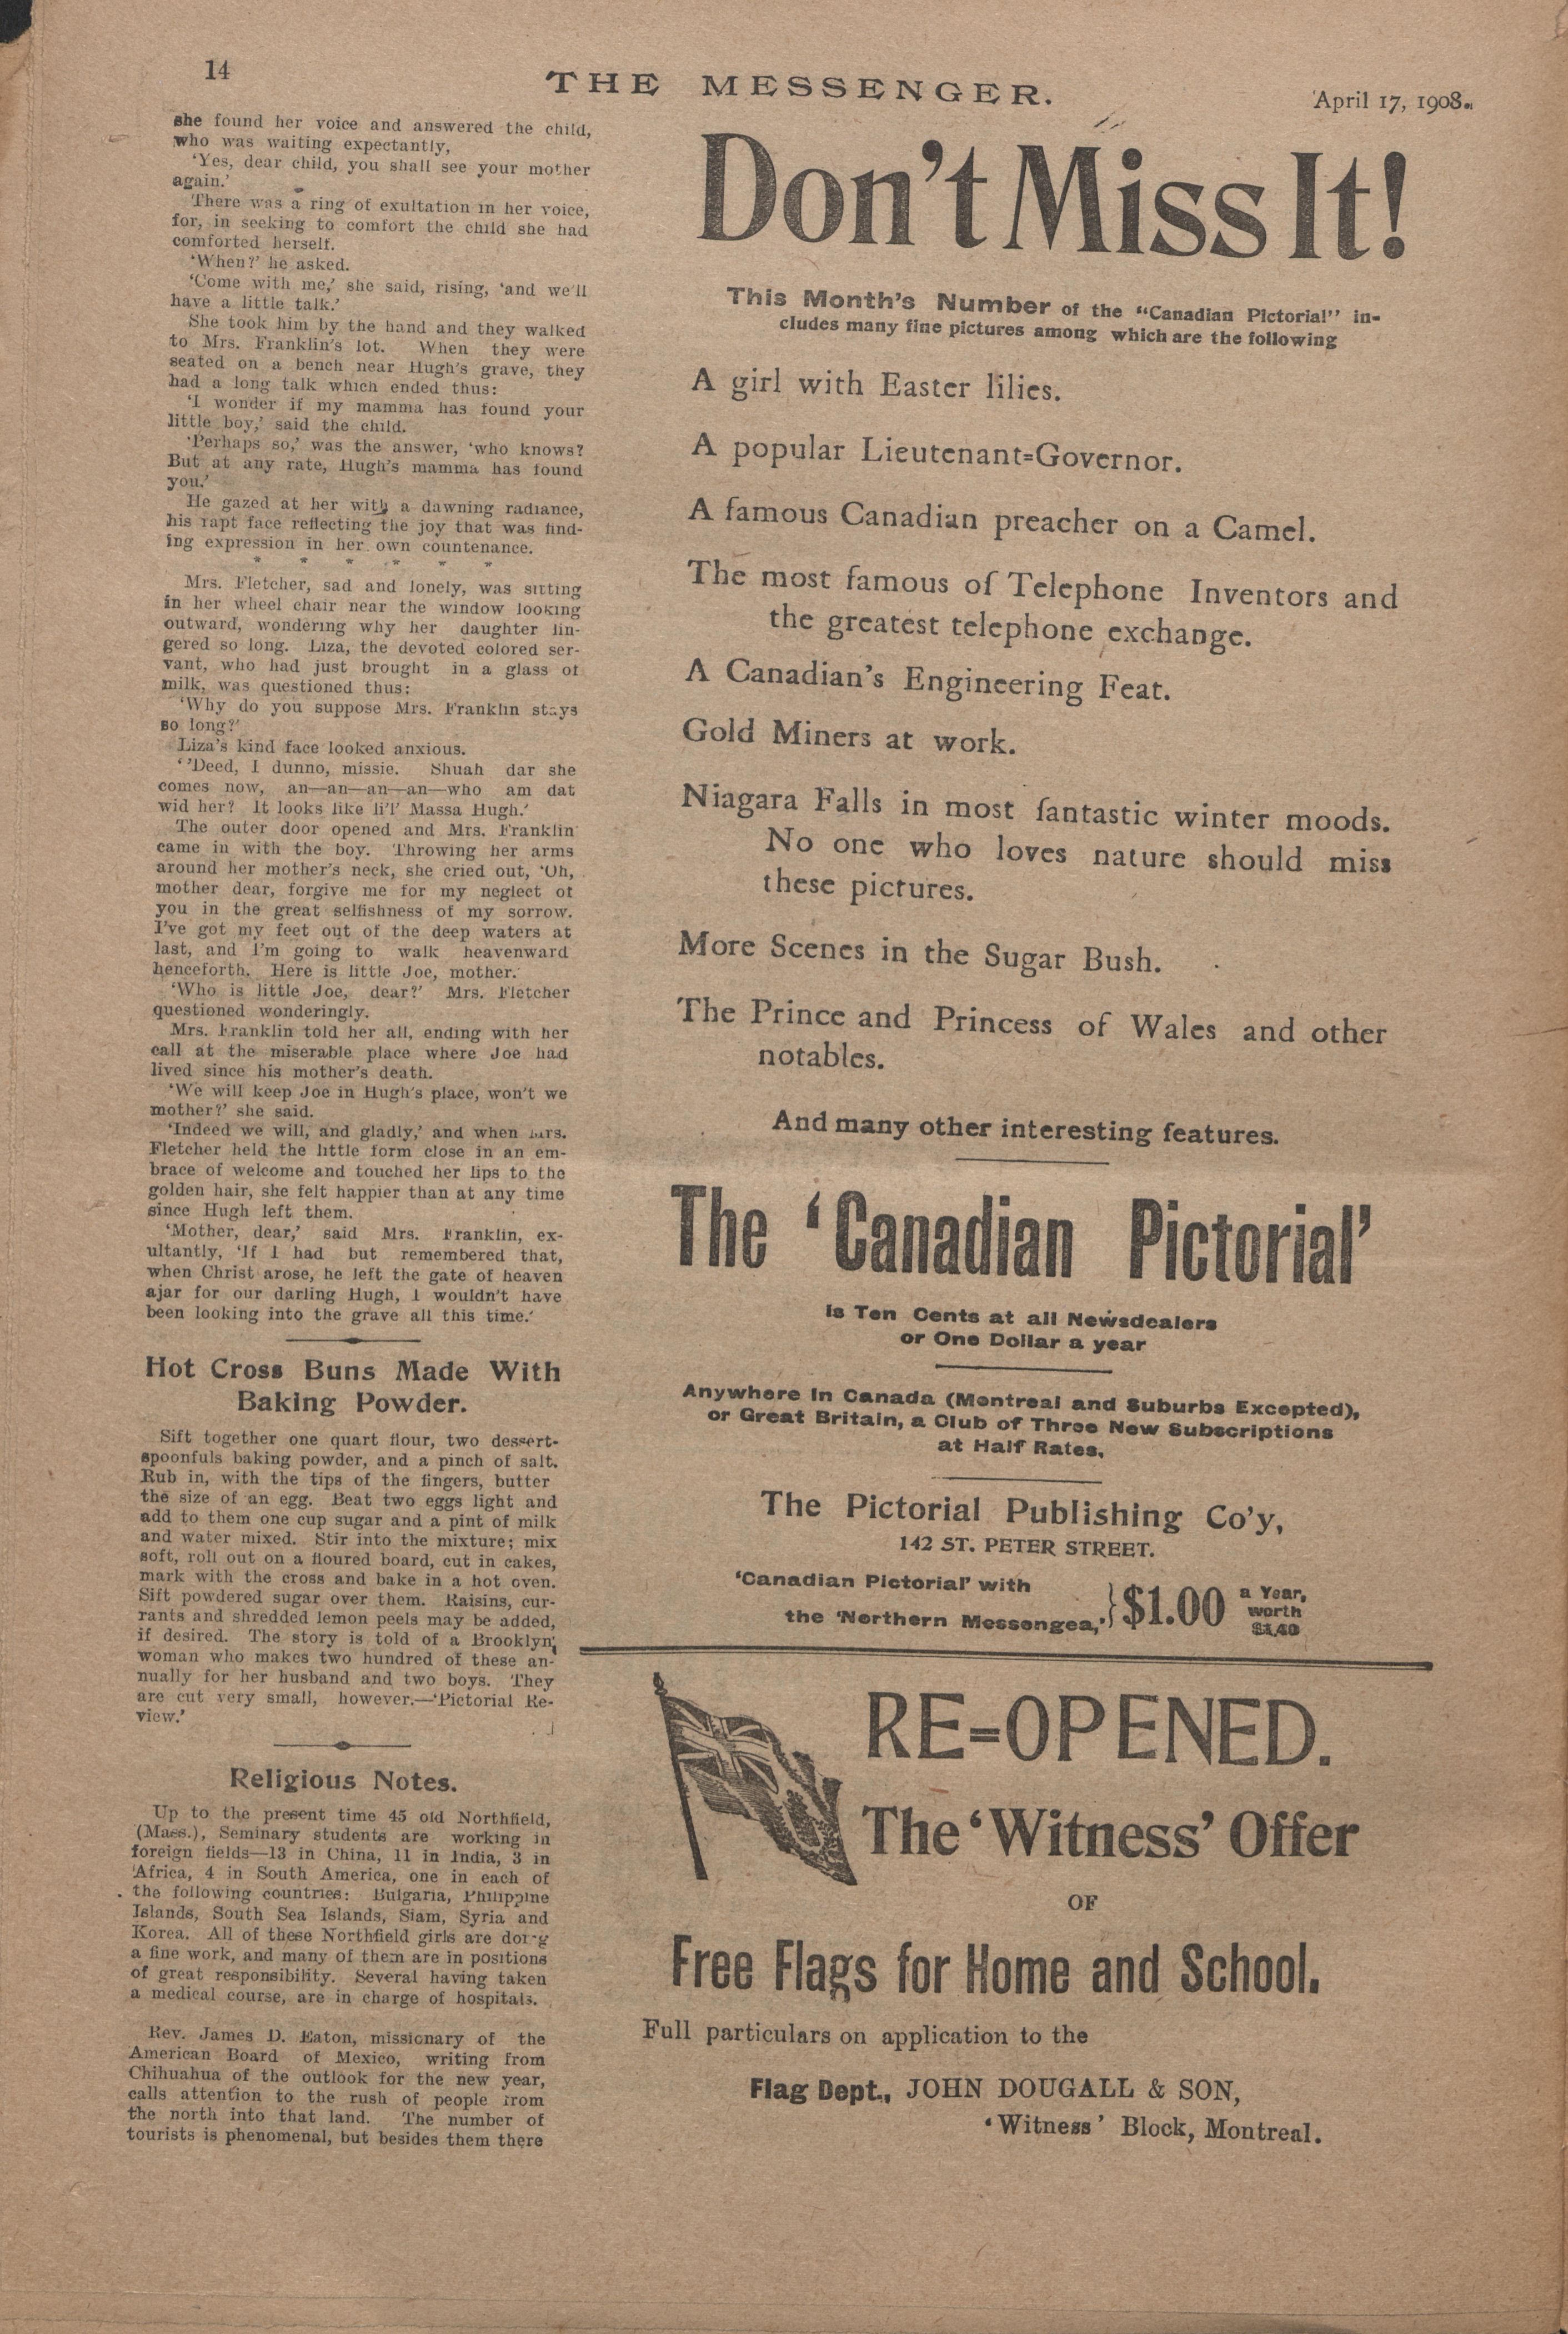 14
THE MESSENGER.
April 17, 1908.
she found her voice and answered the child,
who was waiting expectantly,
'Yes, dear child, you shall see your mother
again.'
There was a ring of exultation in her voice,
for, in seeking to comfort the child she had
comforted herself.
'When?' he asked.
'Come with me,' she said, rising, 'and we'll
have a little talk.'
She took him by the hand and they walked
to Mrs. Franklin's lot. When they were
seated on a bench near Hugh's grave, they
had a long talk which ended thus:
'I wonder if my mamma has found your
little boy,' said the child.
'Perhaps so,' was the answer, 'who knows?
But at any rate, Hugh's mamma has found
you.'
He gazed at her with a dawning radiance,
his rapt face reflecting the joy that was find-
ing expression in her own countenance.
* * * * * *
Mrs. Fletcher, sad and lonely, was sitting
in her wheel chair near the window looking
outward, wondering why her daughter lin-
gered so long. Liza, the devoted colored ser-
vant, who had just brought in a glass of
milk, was questioned thus:
'Why do you suppose Mrs. Franklin stays
so long?'
Liza's kind face looked anxious.
''Deed, I dunno, missie. Shuah dar she
comes now, an—an—an—an—who am dat
wid her? It looks like li'l' Massa Hugh.'
The outer door opened and Mrs. Franklin
came in with the boy. Throwing her arms
around her mother's neck, she cried out, 'Oh,
mother dear, forgive me for my neglect of
you in the great selfishness of my sorrow.
I've got my feet out of the deep waters at
last, and I'm going to walk heavenward
henceforth. Here is little Joe, mother.'
'Who is little Joe, dear?' Mrs. Fletcher
questioned wonderingly.
Mrs. Franklin told her all, ending with her
call at the miserable place where Joe had
lived since his mother's death.
'We will keep Joe in Hugh's place, won't we
mother?' she said.
'Indeed we will, and gladly,' and when Mrs.
Fletcher held the little form close in an em-
brace of welcome and touched her lips to the
golden hair, she felt happier than at any time
since Hugh left them.
'Mother, dear,' said Mrs. Franklin, ex-
ultantly, 'If I had but remembered that,
when Christ arose, he left the gate of heaven
ajar for our darling Hugh, I wouldn't have
been looking into the grave all this time.'
Hot Cross Buns Made With
Baking Powder.
Sift together one quart flour, two dessert-
spoonfuls baking powder, and a pinch of salt.
Rub in, with the tips of the fingers, butter
the size of an egg. Beat two eggs light and
add to them one cup sugar and a pint of milk
and water mixed. Stir into the mixture; mix
soft, roll out on a floured board, cut in cakes,
mark with the cross and bake in a hot oven.
Sift powdered sugar over them. Raisins, cur-
rants and shredded lemon peels may be added,
if desired. The story is told of a Brooklyn
woman who makes two hundred of these an-
nually for her husband and two boys. They
are cut very small, however.—'Pictorial Re-
view.'
Religious Notes.
Up to the present time 45 old Northfield,
(Mass.), Seminary students are working in
foreign fields—13 in China, 11 in India, 3 in
Africa, 4 in South America, one in each of
the following countries: Bulgaria, Philippine
Islands, South Sea Islands, Siam, Syria and
Korea. All of these Northfield girls are doing
a fine work, and many of them are in positions
of great responsibility. Several having taken
a medical course, are in charge of hospitals.
Rev. James D. Eaton, missionary of the
American Board of Mexico, writing from
Chihuahua of the outlook for the new year,
calls attention to the rush of people from
the north into that land. The number of
tourists is phenomenal, but besides them there
Don't Miss It!
This Month's Number of the "Canadian Pictorial" in-
cludes many fine pictures among which are the following
A girl with Easter lilies.
A popular Lieutenant-Governor.
A famous Canadian preacher on a Camel.
The most famous of Telephone Inventors and
the greatest telephone exchange.
A Canadian's Engineering Feat.
Gold Miners at work.
Niagara Falls in most fantastic winter moods.
No one who loves nature should miss
these pictures.
More Scenes in the Sugar Bush.
The Prince and Princess of Wales and other
notables.
And many other interesting features.
The 'Canadian Pictorial'
is Ten Cents at all Newsdealers
or One Dollar a year
Anywhere in Canada (Montreal and Suburbs Excepted),
or Great Britain, a Club of Three New Subscriptions
at Half Rates.
The Pictorial Publishing Co'y,
142 ST. PETER STREET.
'Canadian Pictorial' with
the 'Northern Messengea,' } $1.00 a Year,
worth
$1.40
RE-OPENED.
The 'Witness' Offer
OF
Free Flags for Home and School.
Full particulars on application to the
Flag Dept., JOHN DOUGALL & SON,
'Witness' Block, Montreal.